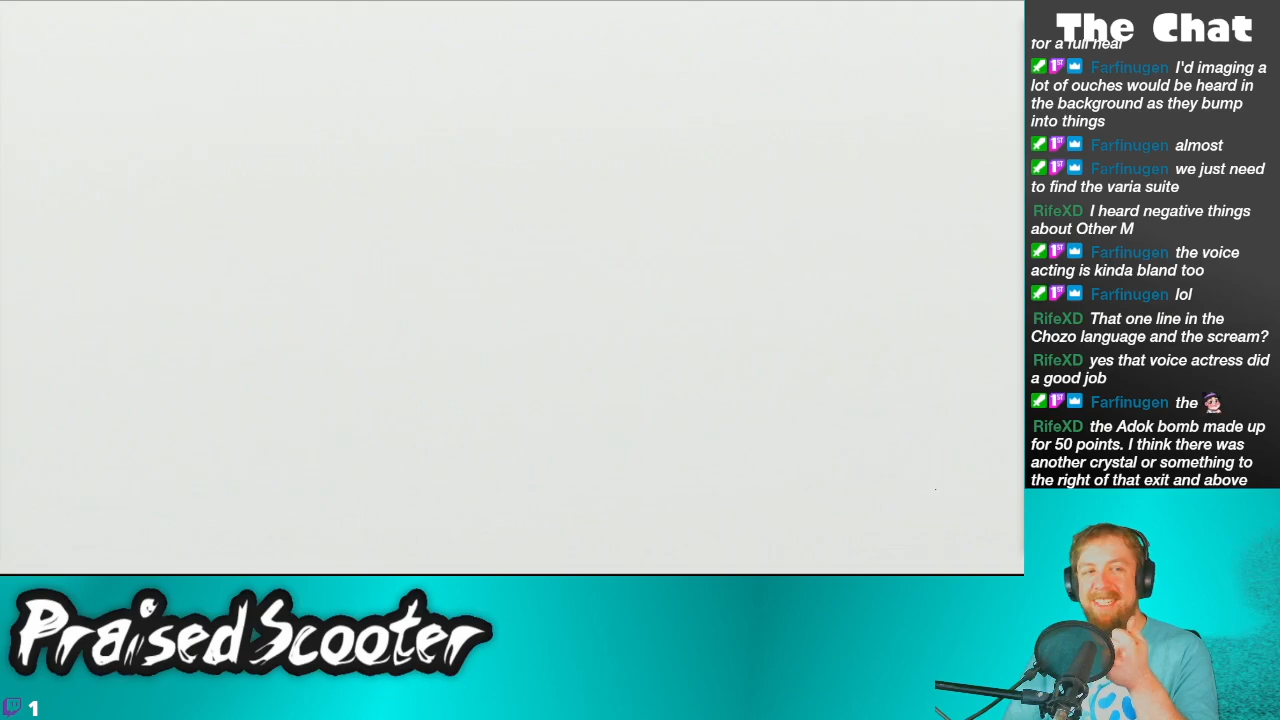 The Chat
for a full heal
Farfinugen I'd imaging a
lot of ouches would be heard in
the background as they bump
into things
Farfinugen almost
Farfinugen we just need
to find the varia suite
RifeXD I heard negative things
about Other M
Farfinugen the voice
acting is kinda bland too
Farfinugen lol
RifeXD That one line in the
Chozo language and the scream?
RifeXD yes that voice actress did
a good job
Farfinugen the
RifeXD the Adok bomb made up
for 50 points. I think there was
another crystal or something to
the right of that exit and above
PraisedScooter
1